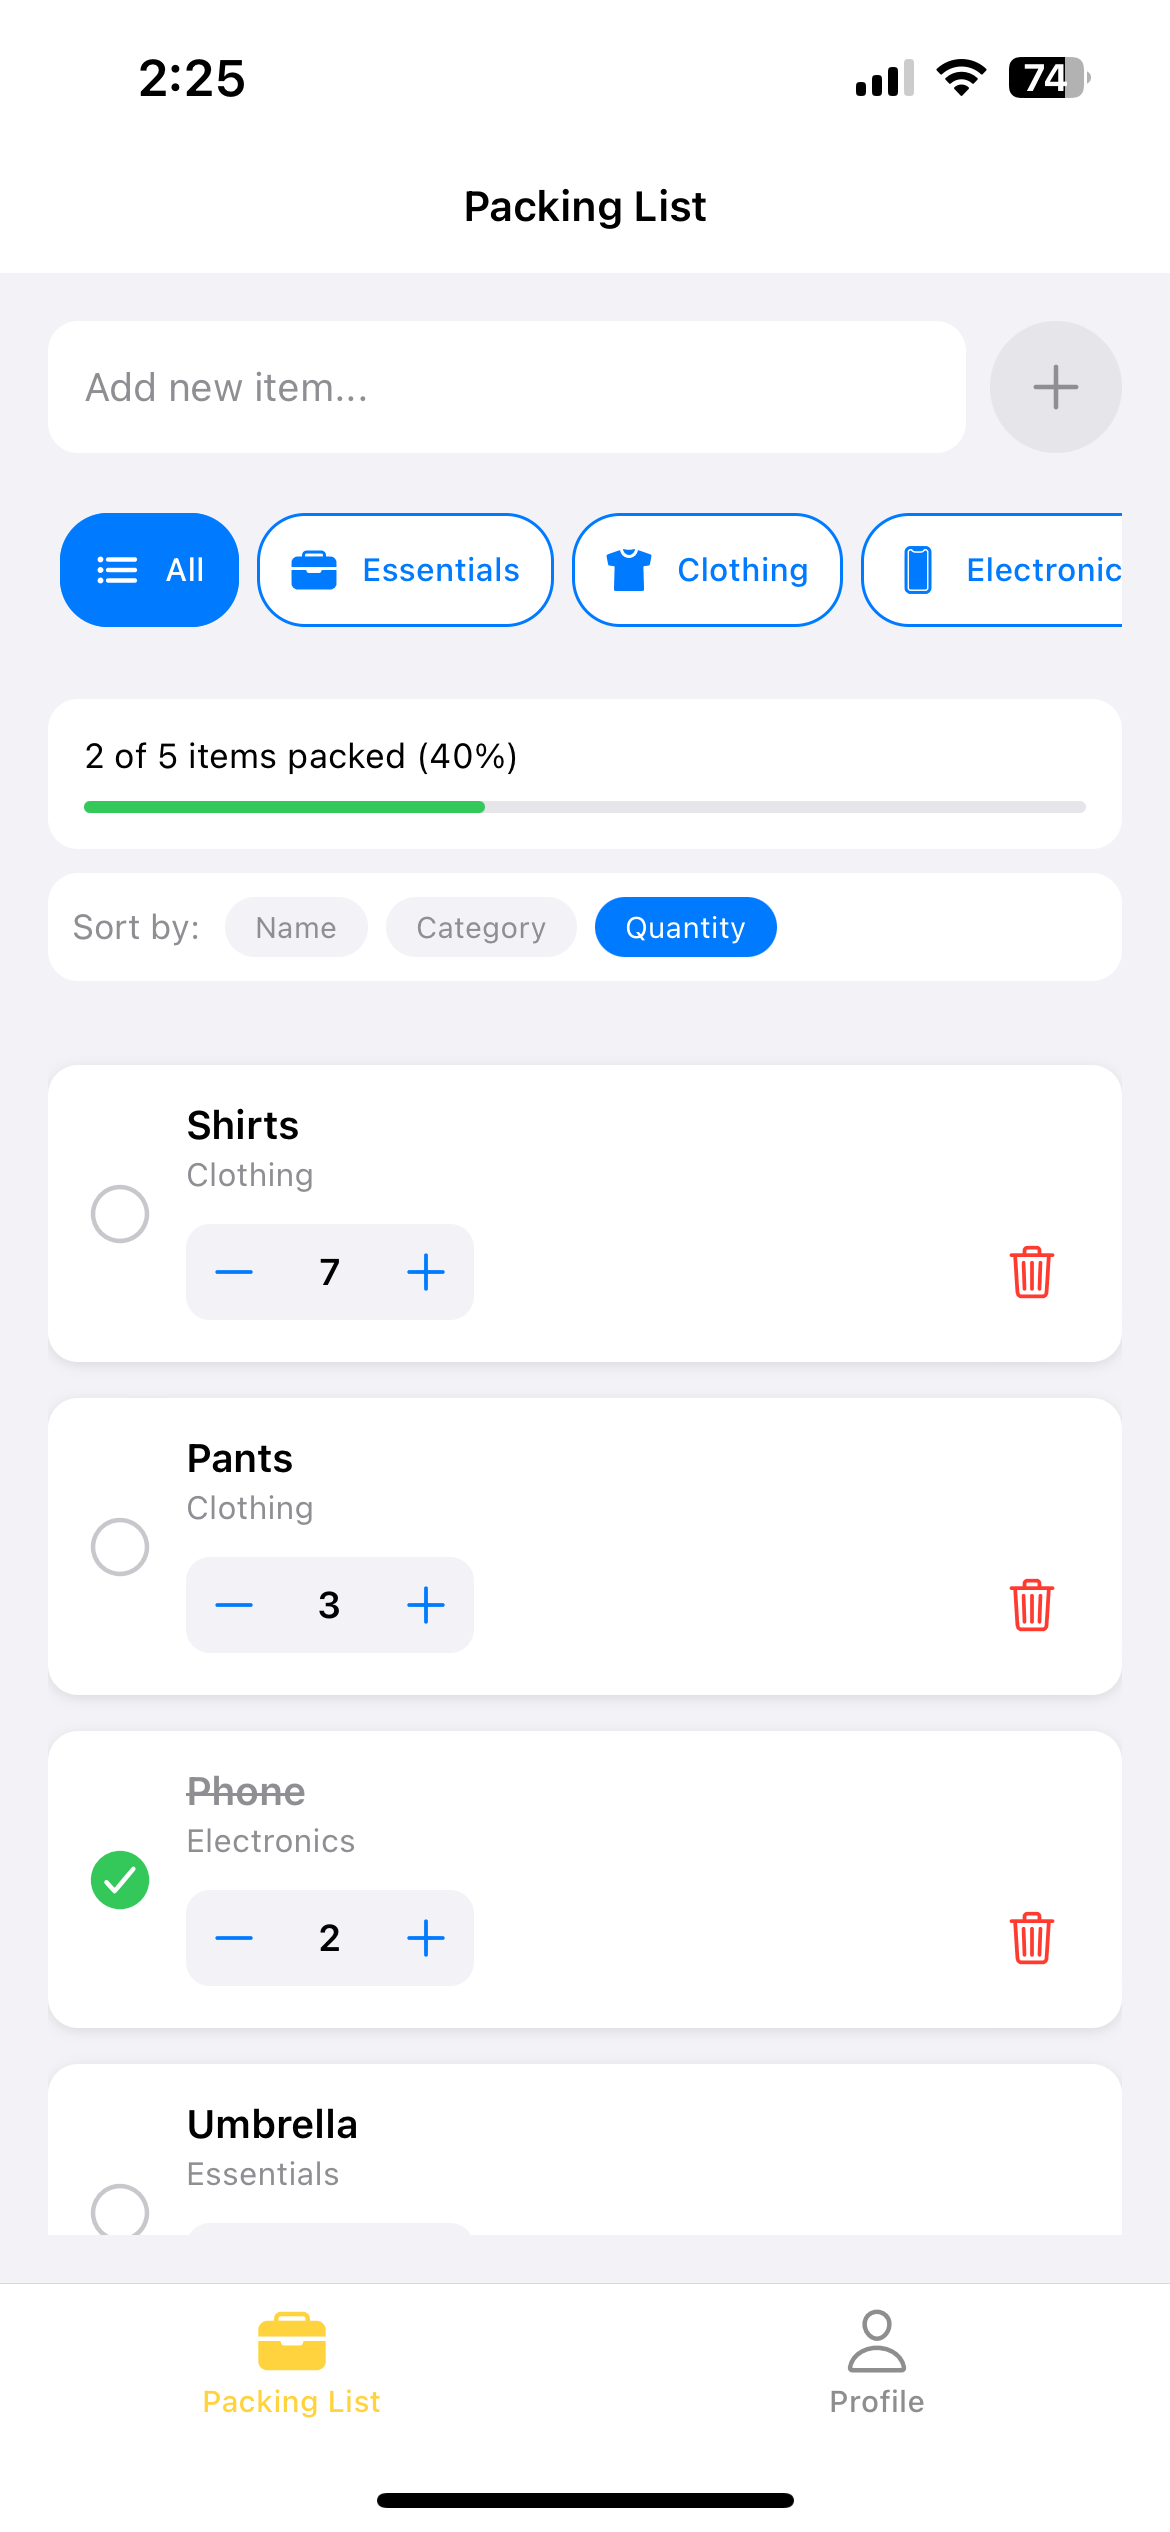 2:25
74
Packing List
Add new item...
All
Essentials
Clothing
Electronic
2 of 5 items packed (40%)
Sort by:
Name
Category
Quantity
Shirts
Clothing
7
Pants
Clothing
3
Phone
Electronics
2
Umbrella
Essentials
Packing List
Profile